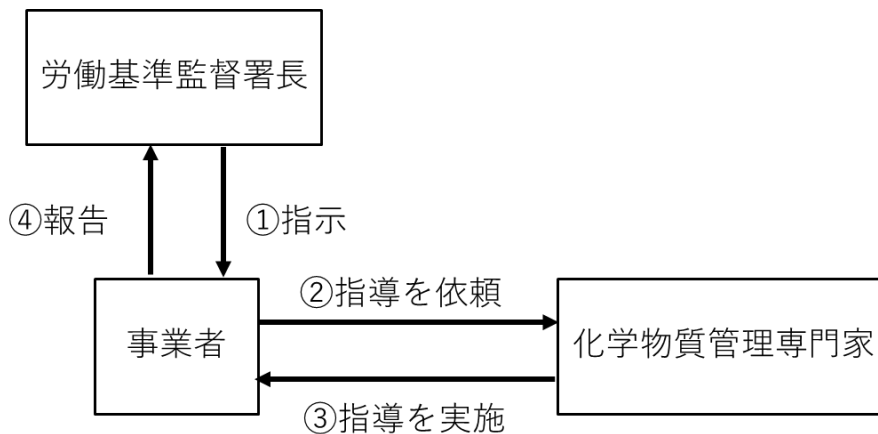 労働基準監督署長
④報告
①指示
②指導を依頼
事業者
化学物質管理専門家
③指導を実施